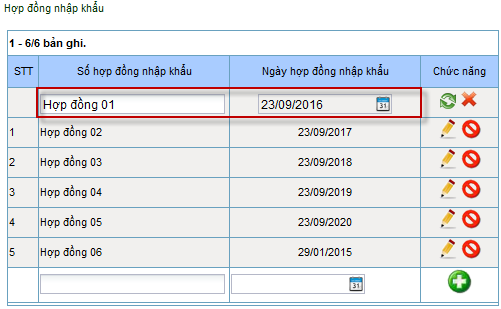 Hợp đồng nhập khẩu
1 - 6/6 bản ghi.
STT Số hợp đồng nhập khẩu Ngày hợp đồng nhập khẩu Chức năng
Hợp đồng 01 23/09/2016 31
1 Hợp đồng 02 23/09/2017
2 Hợp đồng 03 23/09/2018
3 Hợp đồng 04 23/09/2019
4 Hợp đồng 05 23/09/2020
5 Hợp đồng 06 29/01/2015
31